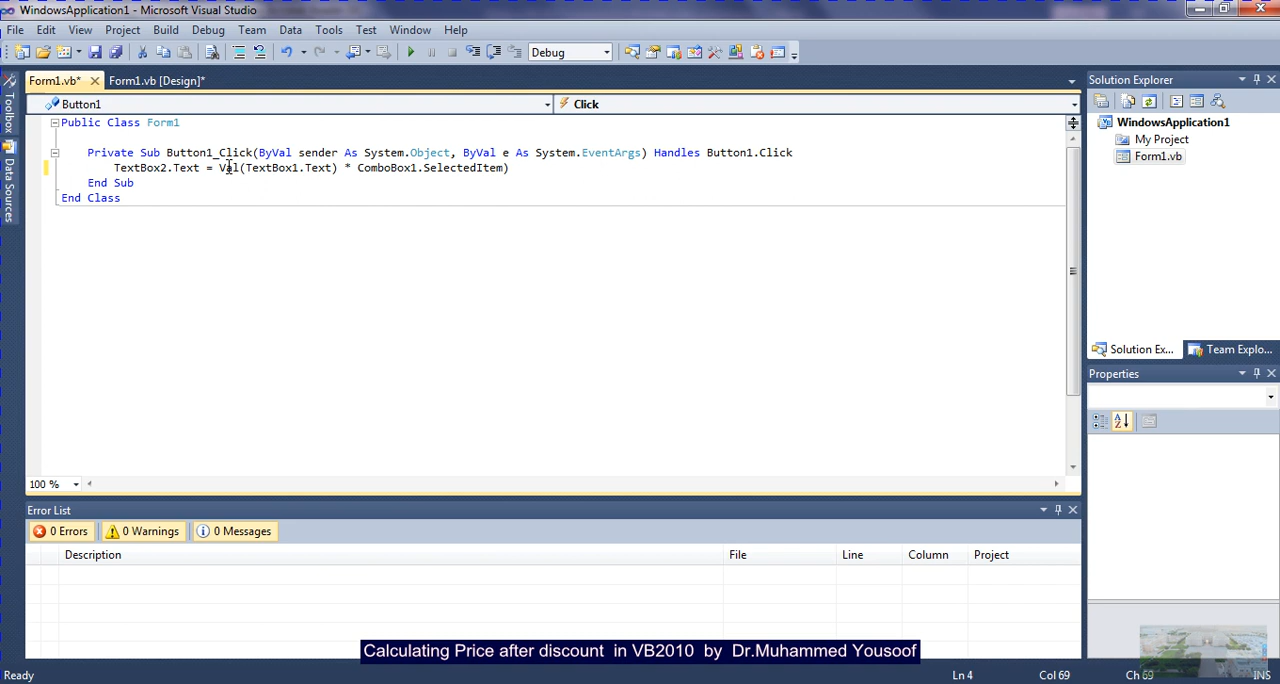 WindowsApplication1 - Microsoft Visual Studio
File Edit View Project Build Debug Team Data Tools Test Window Help
Debug
Form1.vb* Form1.vb [Design]*
Solution Explorer
Toolbox
Data Sources
Button1 Click
Public Class Form1
Private Sub Button1_Click(ByVal sender As System.Object, ByVal e As System.EventArgs) Handles Button1.Click
TextBox2.Text = Val(TextBox1.Text) * ComboBox1.SelectedItem)
End Sub
End Class
WindowsApplication1
My Project
Form1.vb
Solution Ex... Team Explo...
Properties
100 %
Error List
0 Errors 0 Warnings 0 Messages
Description File Line Column Project
Calculating Price after discount in VB2010 by Dr.Muhammed Yousoof
Ready Ln 4 Col 69 Ch 69 INS